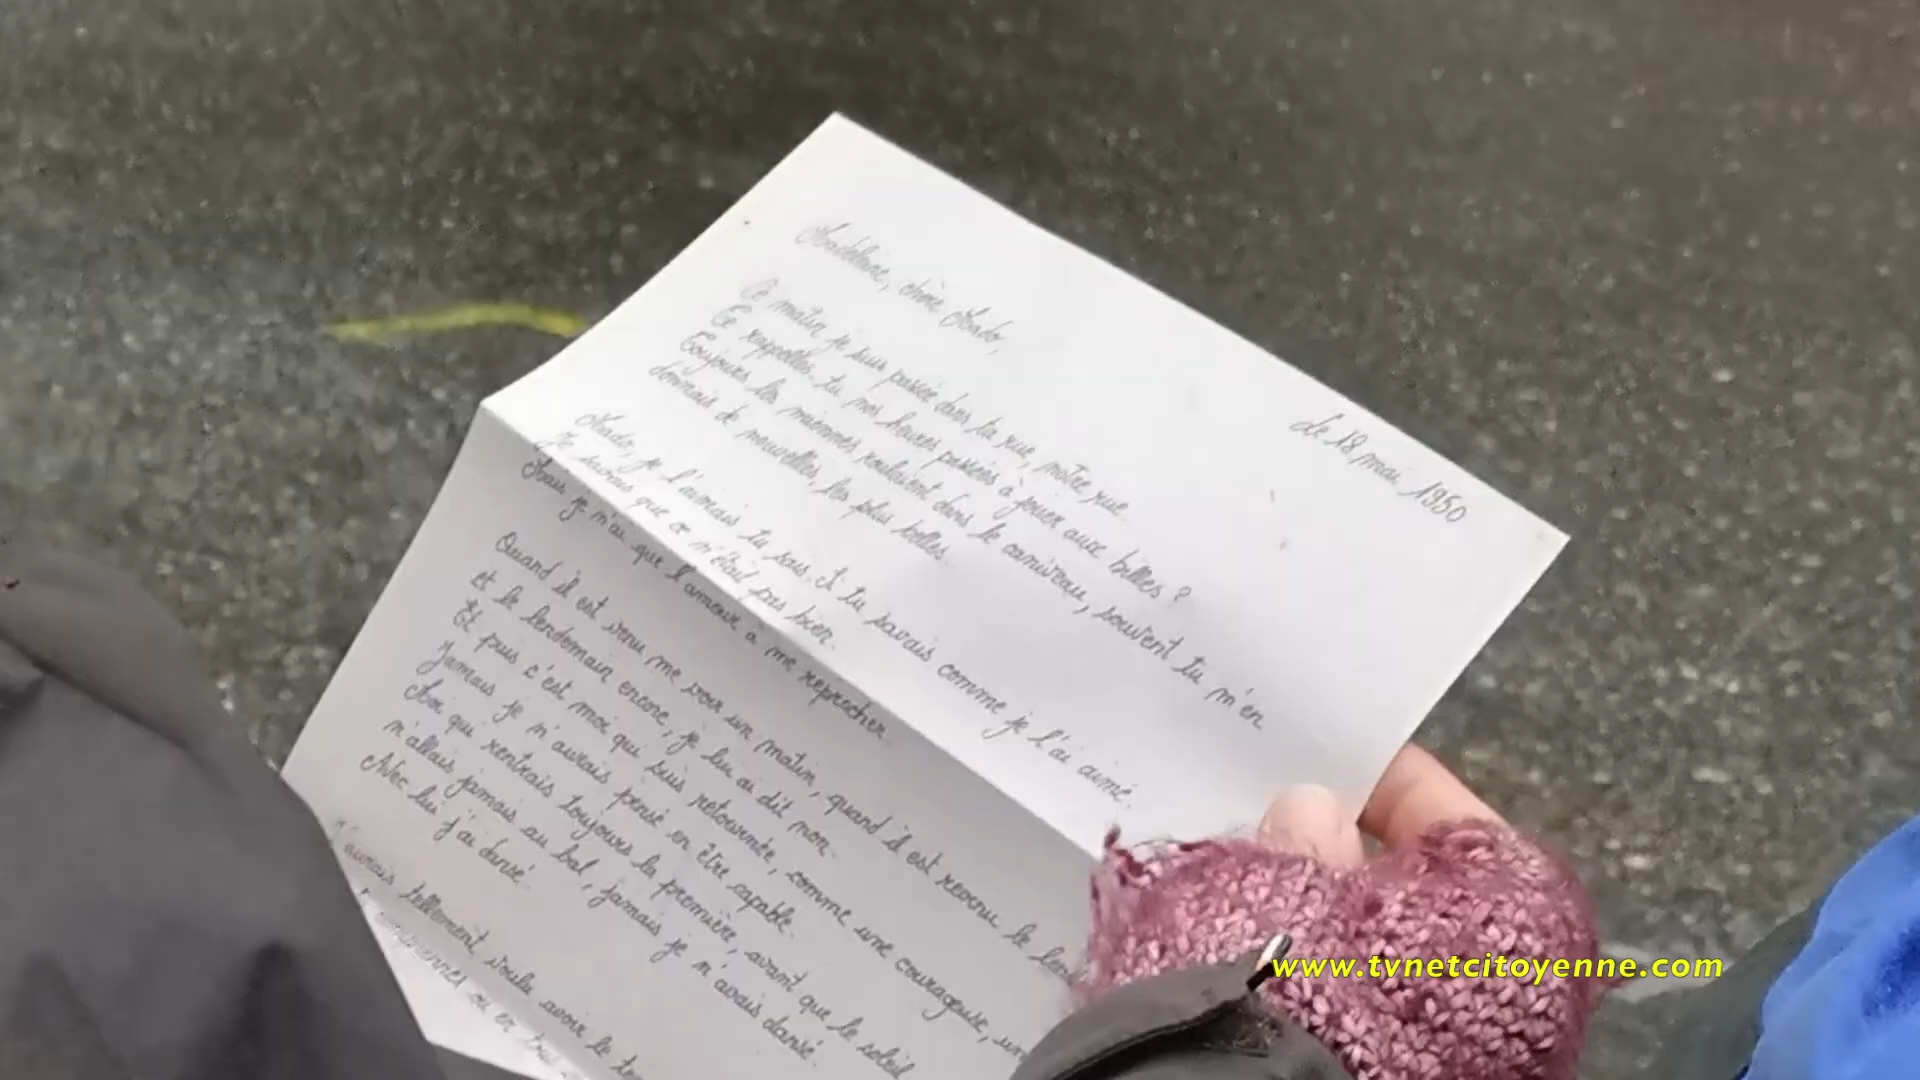 Le 18 mai 1950
Madeleine, chère Mado,
Ce matin je suis passée dans la rue, notre rue.
Te rappelles-tu nos heures passées à jouer aux billes ?
Toujours les miennes roulaient dans le caniveau, souvent tu m'en
donnais de nouvelles, les plus belles.
Mado, je l'aimais tu sais. Si tu savais comme je l'ai aimé.
Je savais que ce n'était pas bien.
Mais je n'ai que l'amour à me reprocher.
Quand il est venu me voir un matin, quand il est revenu le
et le lendemain encore, je lui ai dit non.
Et puis c'est moi qui suis retournée, comme une courageuse,
Jamais je n'aurais pensé en être capable.
Moi qui rentrais toujours la première, avant que le soleil
n'allais jamais au bal, jamais je n'avais dansé.
Avec lui j'ai dansé.
J'aurais tellement voulu avoir le
ou en
www.tvnetcitoyenne.com